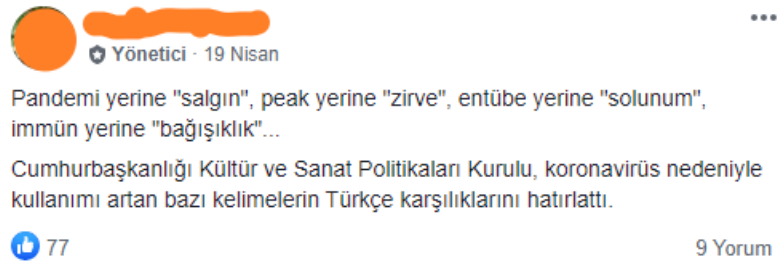 Yönetici · 19 Nisan
Pandemi yerine "salgın", peak yerine "zirve", entübe yerine "solunum",
immün yerine "bağışıklık"...
Cumhurbaşkanlığı Kültür ve Sanat Politikaları Kurulu, koronavirüs nedeniyle
kullanımı artan bazı kelimelerin Türkçe karşılıklarını hatırlattı.
77
9 Yorum